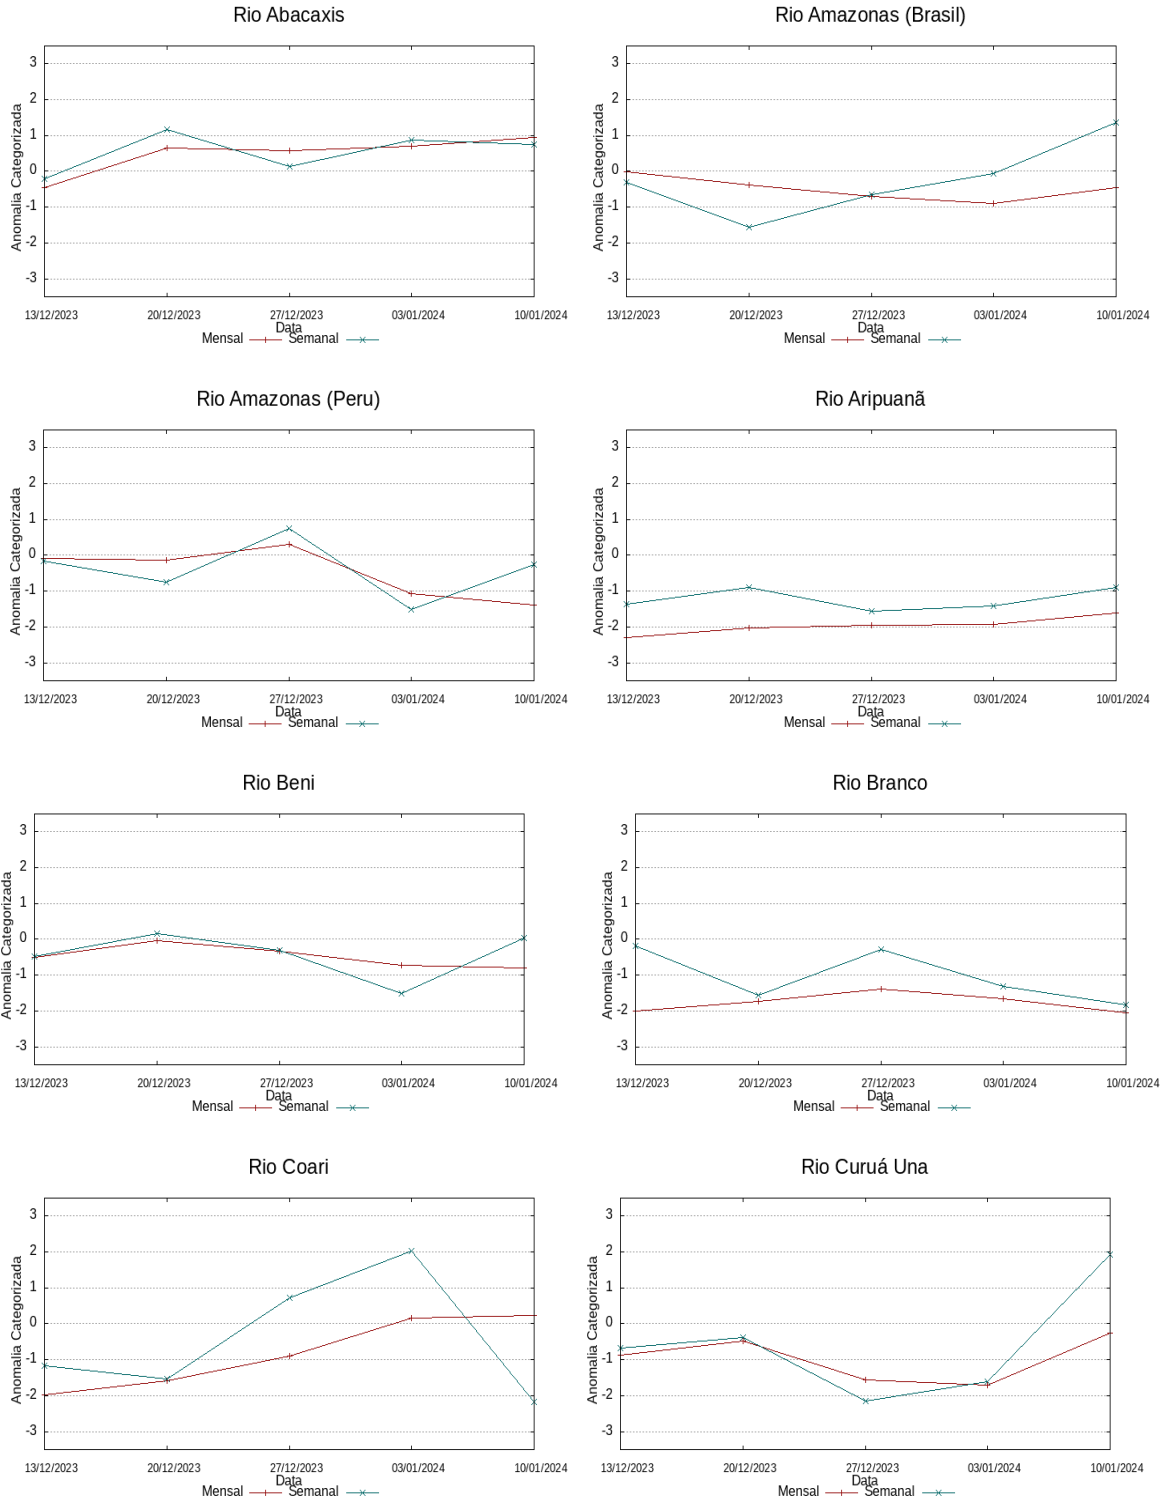 Rio Abacaxis
Anomalia Categorizada
3
2
1
0
-1
-2
-3
13/12/2023 20/12/2023 27/12/2023 03/01/2024 10/01/2024
Data
Mensal Semanal
Rio Amazonas (Brasil)
Anomalia Categorizada
3
2
1
0
-1
-2
-3
13/12/2023 20/12/2023 27/12/2023 03/01/2024 10/01/2024
Data
Mensal Semanal
Rio Amazonas (Peru)
Anomalia Categorizada
3
2
1
0
-1
-2
-3
13/12/2023 20/12/2023 27/12/2023 03/01/2024 10/01/2024
Data
Mensal Semanal
Rio Aripuanã
Anomalia Categorizada
3
2
1
0
-1
-2
-3
13/12/2023 20/12/2023 27/12/2023 03/01/2024 10/01/2024
Data
Mensal Semanal
Rio Beni
Anomalia Categorizada
3
2
1
0
-1
-2
-3
13/12/2023 20/12/2023 27/12/2023 03/01/2024 10/01/2024
Data
Mensal Semanal
Rio Branco
Anomalia Categorizada
3
2
1
0
-1
-2
-3
13/12/2023 20/12/2023 27/12/2023 03/01/2024 10/01/2024
Data
Mensal Semanal
Rio Coari
Anomalia Categorizada
3
2
1
0
-1
-2
-3
13/12/2023 20/12/2023 27/12/2023 03/01/2024 10/01/2024
Data
Mensal Semanal
Rio Curuá Una
Anomalia Categorizada
3
2
1
0
-1
-2
-3
13/12/2023 20/12/2023 27/12/2023 03/01/2024 10/01/2024
Data
Mensal Semanal